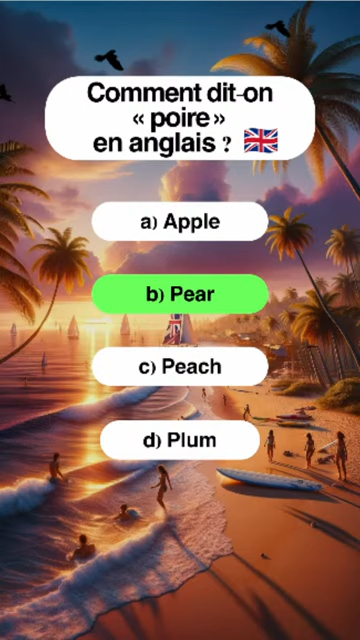 Comment dit-on
« poire »
en anglais ?
a) Apple
b) Pear
c) Peach
d) Plum